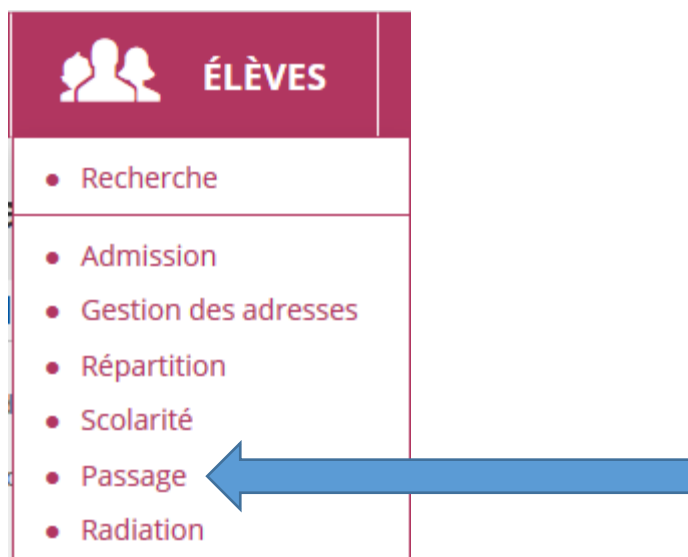 ÉLÈVES
Recherche
Admission
Gestion des adresses
Répartition
Scolarité
Passage
Radiation